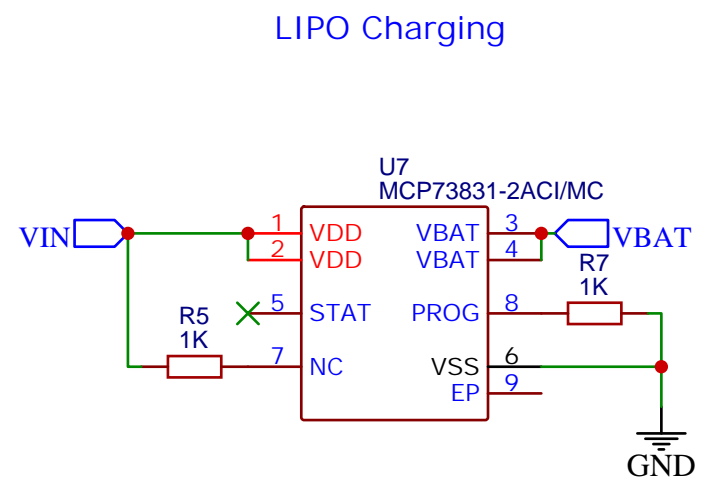 LIPO Charging
U7
MCP73831-2ACI/MC
VIN
1 VDD
2 VDD
VBAT 3
VBAT 4
VBAT
5 STAT
PROG 8
R7
1K
R5
1K
7 NC
VSS 6
EP 9
GND